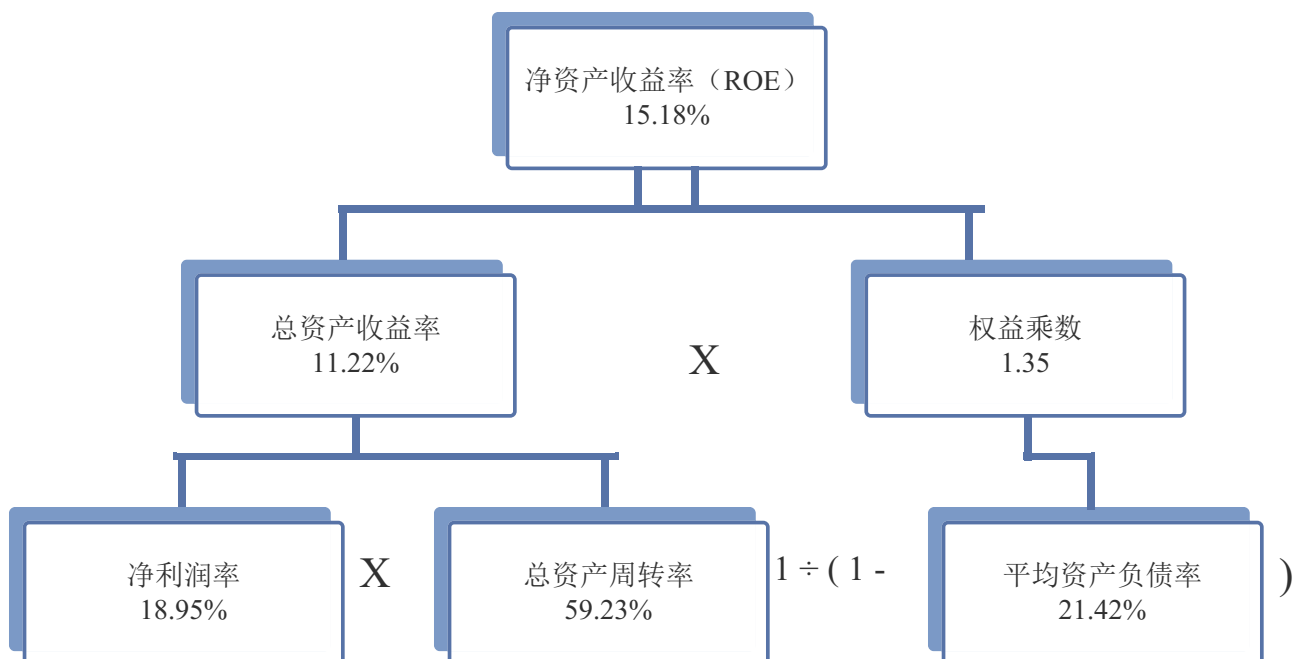 净资产收益率（ROE）
15.18%
总资产收益率
11.22%
X
权益乘数
1.35
净利润率
18.95%
X
总资产周转率
59.23%
1 ÷ ( 1 -
平均资产负债率
21.42%
)